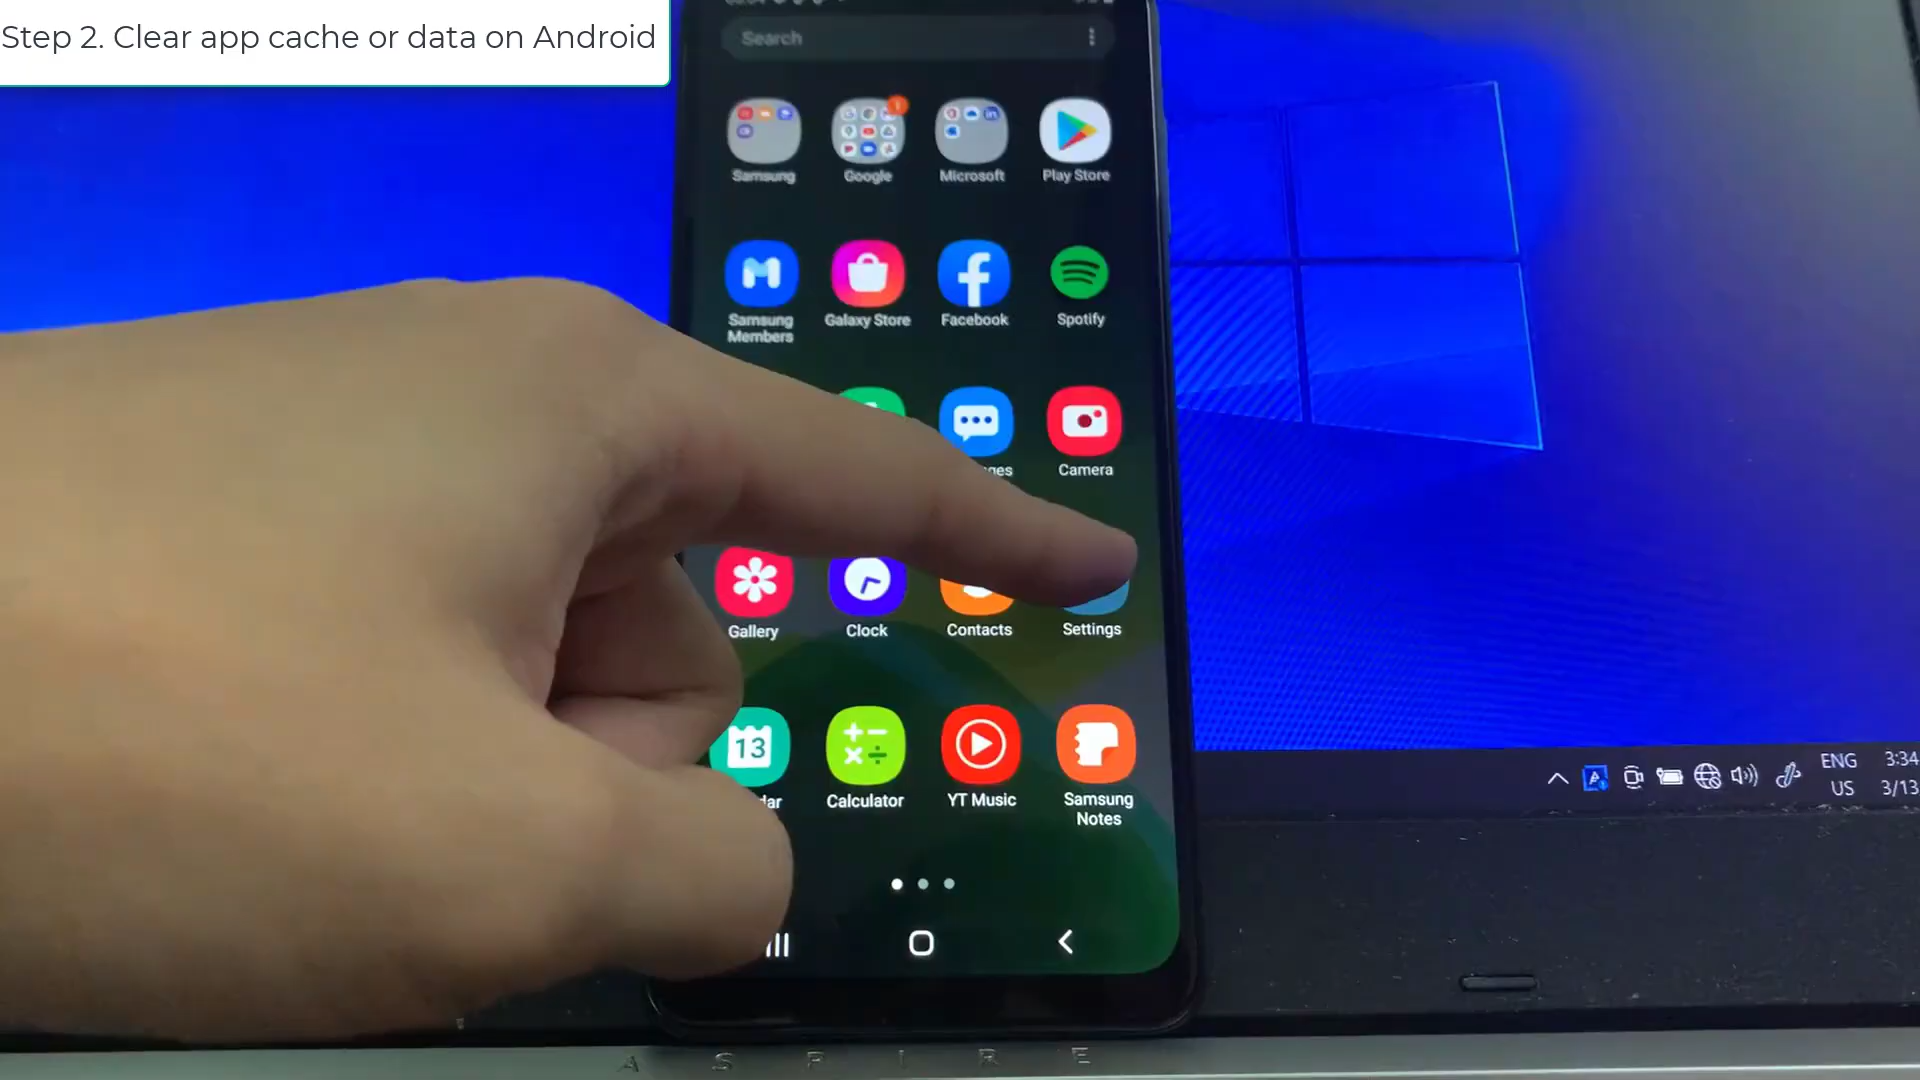 Step 2. Clear app cache or data on Android
Search
Samsung
Google
Microsoft
Play Store
Samsung
Members
Galaxy Store
Facebook
Spotify
Camera
Gallery
Clock
Contacts
Settings
13
Calculator
YT Music
Samsung
Notes
ENG
US
3:34
3/13
A S P I R E